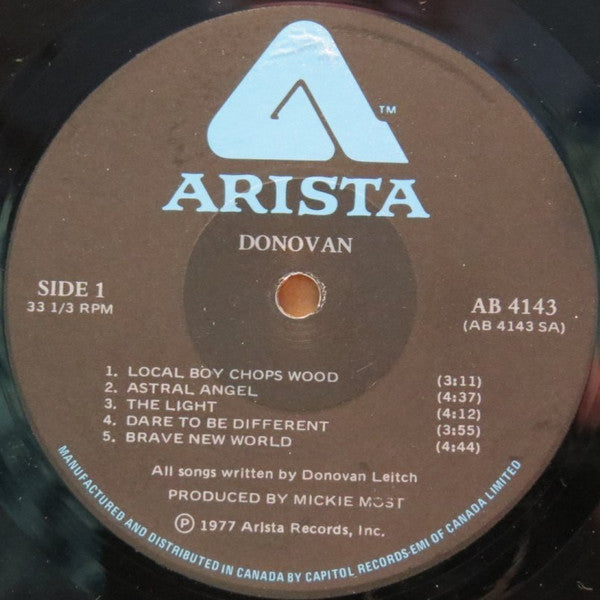 TM
ARISTA
DONOVAN
SIDE 1
33 1/3 RPM
AB 4143
(AB 4143 SA)
1. LOCAL BOY CHOPS WOOD (3:11)
2. ASTRAL ANGEL (4:37)
3. THE LIGHT (4:12)
4. DARE TO BE DIFFERENT (3:55)
5. BRAVE NEW WORLD (4:44)
All songs written by Donovan Leitch
PRODUCED BY MICKIE MOST
℗ 1977 Arista Records, Inc.
MANUFACTURED AND DISTRIBUTED IN CANADA BY CAPITOL RECORDS-EMI OF CANADA LIMITED